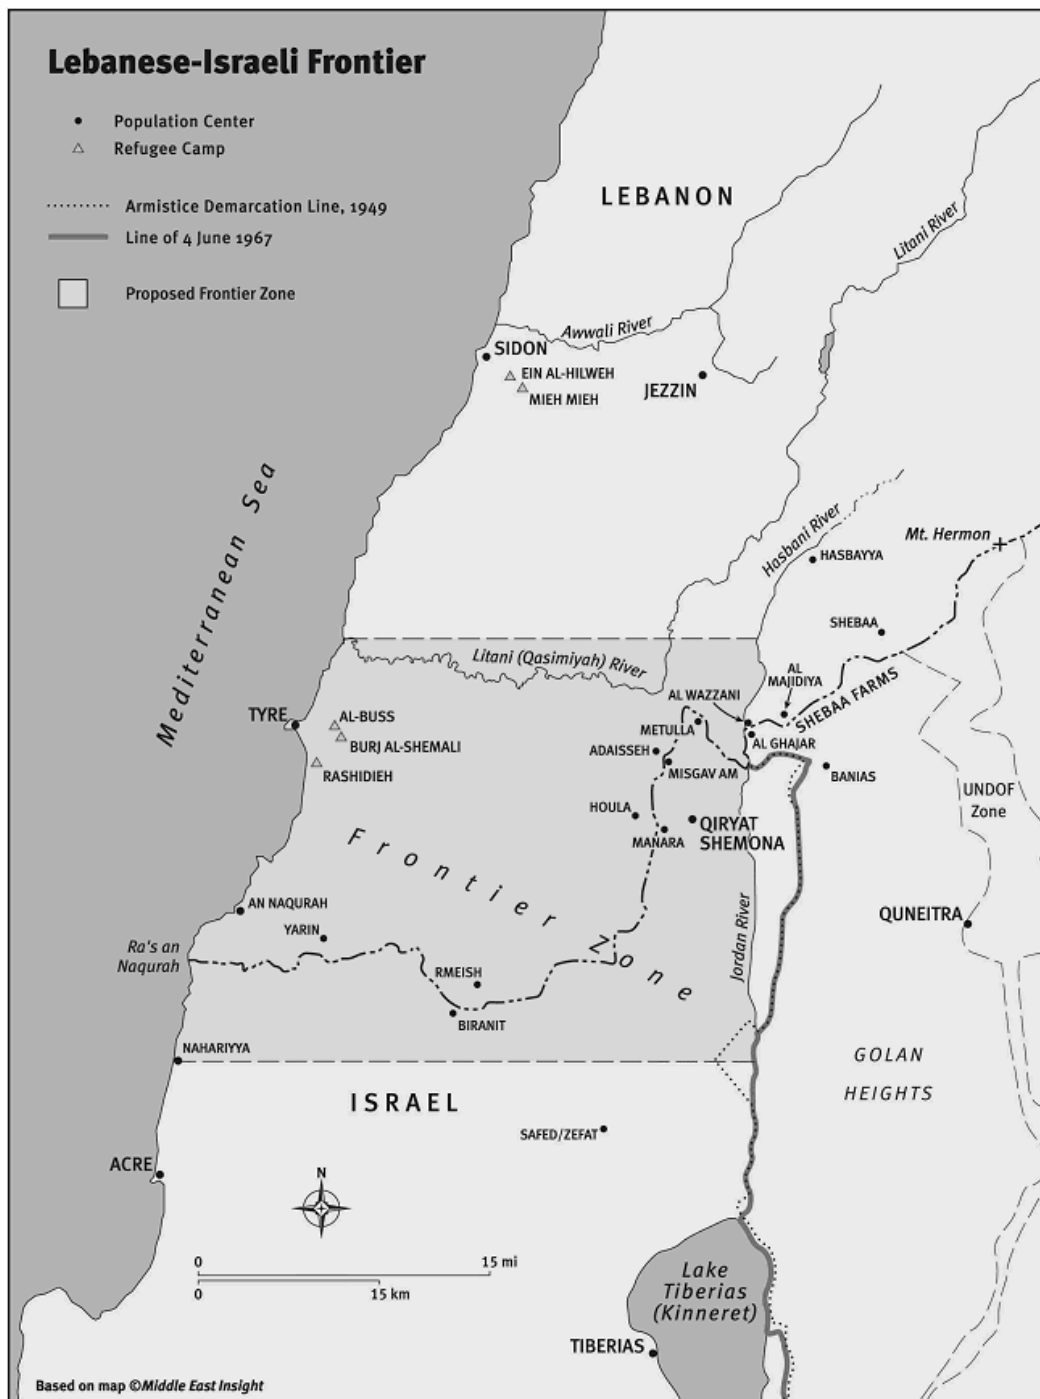 Lebanese-Israeli Frontier
Population Center
Refugee Camp
Armistice Demarcation Line, 1949
Line of 4 June 1967
Proposed Frontier Zone
LEBANON
Litani River
Awwali River
SIDON
EIN AL-HILWEH
MIEH MIEH
JEZZIN
Mediterranean Sea
Hasbani River
Mt. Hermon
HASBAYYA
SHEBAA
Litani (Qasimiyah) River
AL
MAJIDIYA
AL WAZZANI
SHEBAA FARMS
TYRE
AL-BUSS
BURJ AL-SHEMALI
RASHIDIEH
METULLA
AL GHAJAR
ADAISSEH
MISGAV AM
BANIAS
UNDOF
Zone
HOULA
MANARA
QIRYAT
SHEMONA
Frontier Zone
Jordan River
QUNEITRA
AN NAQURAH
YARIN
Ra's an
Naqurah
RMEISH
BIRANIT
NAHARIYYA
GOLAN
HEIGHTS
ISRAEL
SAFED/ZEFAT
ACRE
N
0 15 mi
0 15 km
Lake
Tiberias
(Kinneret)
TIBERIAS
Based on map ©Middle East Insight